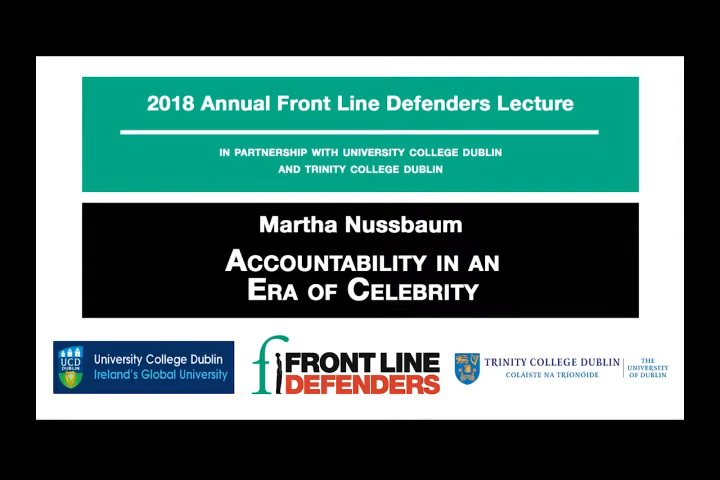 2018 Annual Front Line Defenders Lecture
IN PARTNERSHIP WITH UNIVERSITY COLLEGE DUBLIN
AND TRINITY COLLEGE DUBLIN
Martha Nussbaum
ACCOUNTABILITY IN AN
ERA OF CELEBRITY
UCD
DUBLIN
University College Dublin
Ireland's Global University
f FRONT LINE
DEFENDERS
TRINITY COLLEGE DUBLIN
COLÁISTE NA TRÍONÓIDE
THE
UNIVERSITY
OF DUBLIN